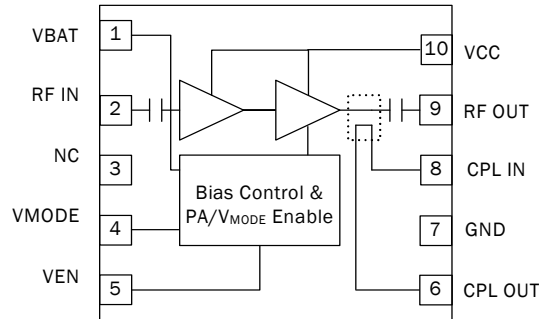 VBAT 1
RF IN 2
NC 3
VMODE 4
VEN 5
Bias Control &
PA/VMODE Enable
10 VCC
9 RF OUT
8 CPL IN
7 GND
6 CPL OUT